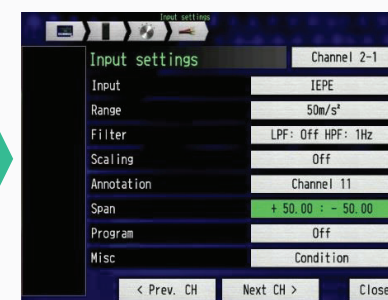 Input settings
Input settings Channel 2-1
Input IEPE
Range 50m/s²
Filter LPF: Off HPF: 1Hz
Scaling Off
Annotation Channel 11
Span + 50.00 : - 50.00
Program Off
Misc Condition
< Prev. CH Next CH > Close